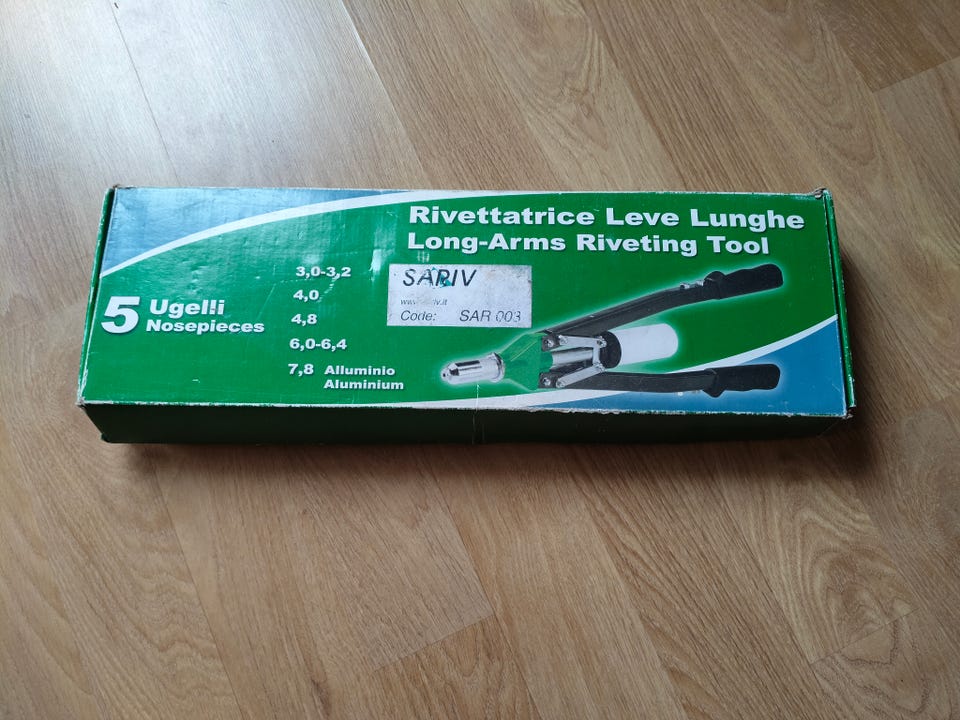 Rivettatrice Leve Lunghe
Long-Arms Riveting Tool
SARIV
Code: SAR 003
5 Ugelli
Nosepieces
3,0-3,2
4,0
4,8
6,0-6,4
7,8 Alluminio
Aluminium